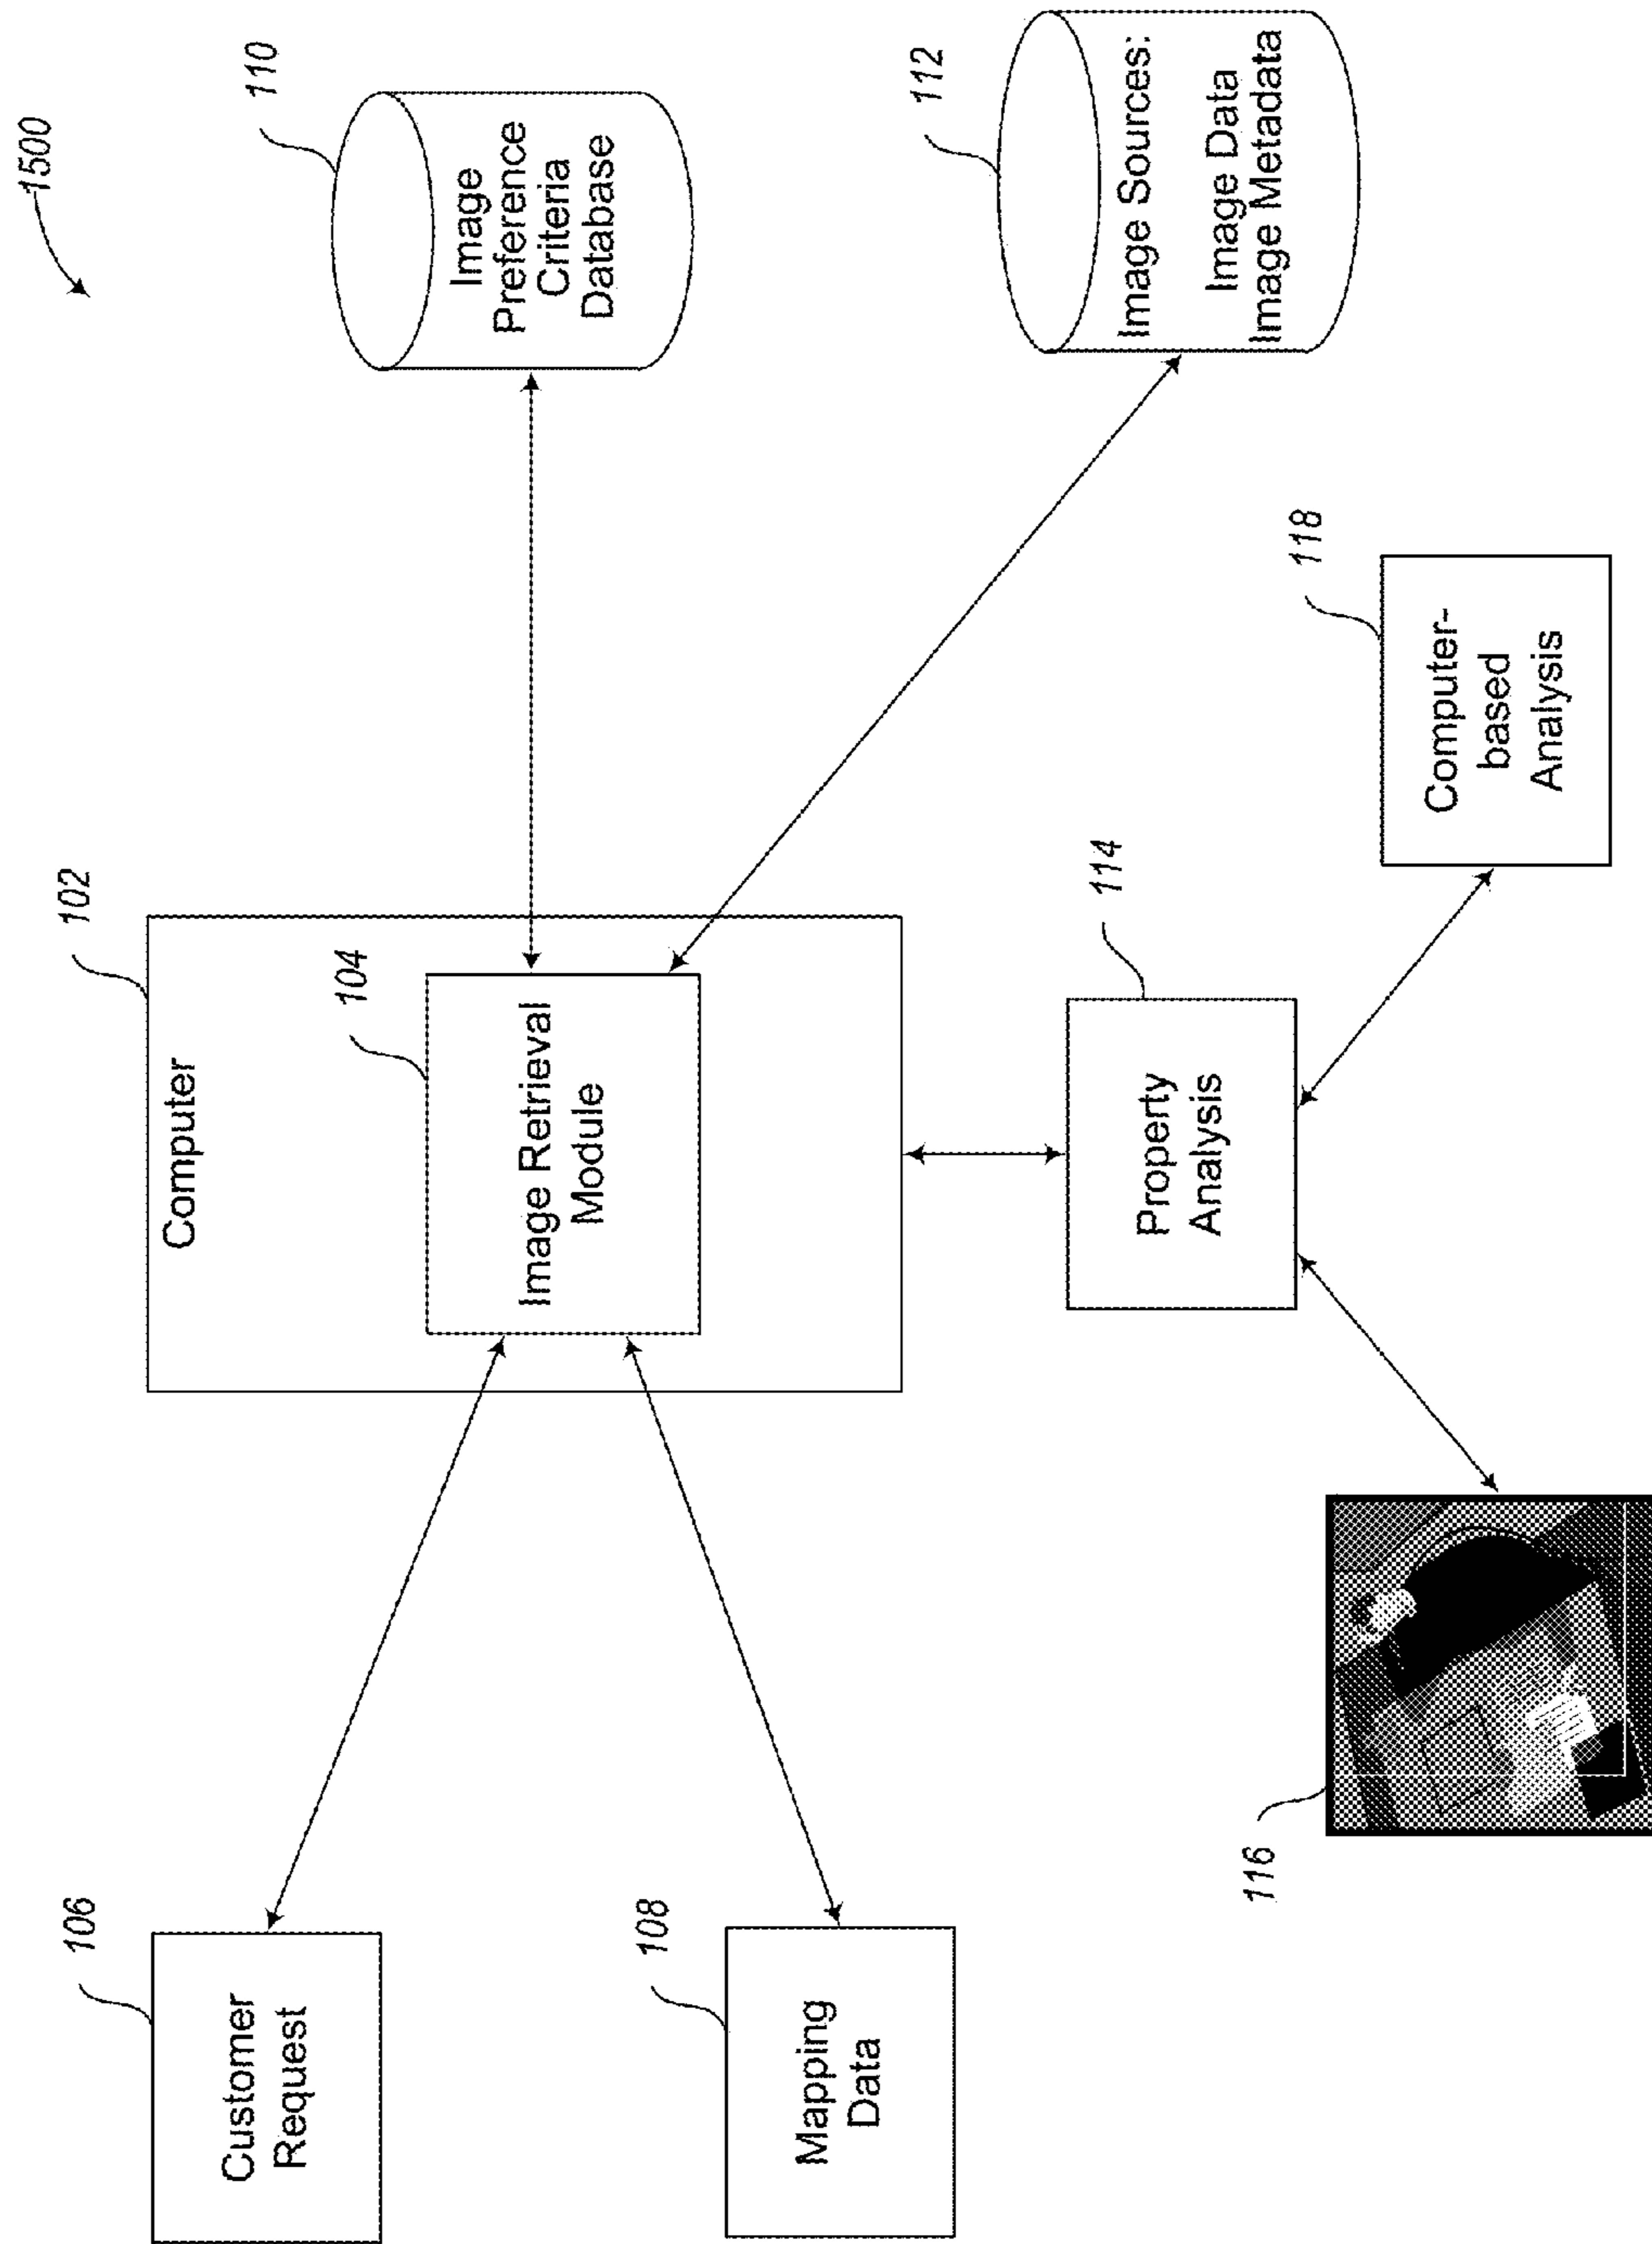 1500
106
Customer
Request
102
Computer
104
Image Retrieval
Module
110
Image
Preference
Criteria
Database
108
Mapping
Data
112
Image Sources:
Image Data
Image Metadata
114
Property
Analysis
118
Computer-
based
Analysis
116